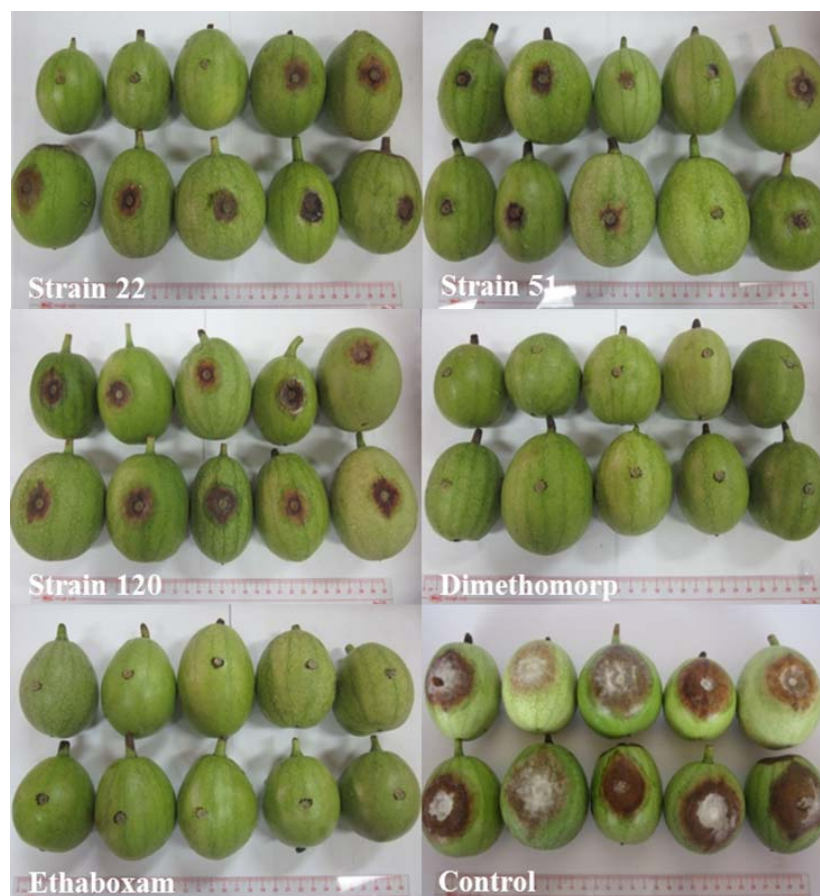 Strain 22
Strain 51
Strain 120
Dimethomorp
Ethaboxam
Control